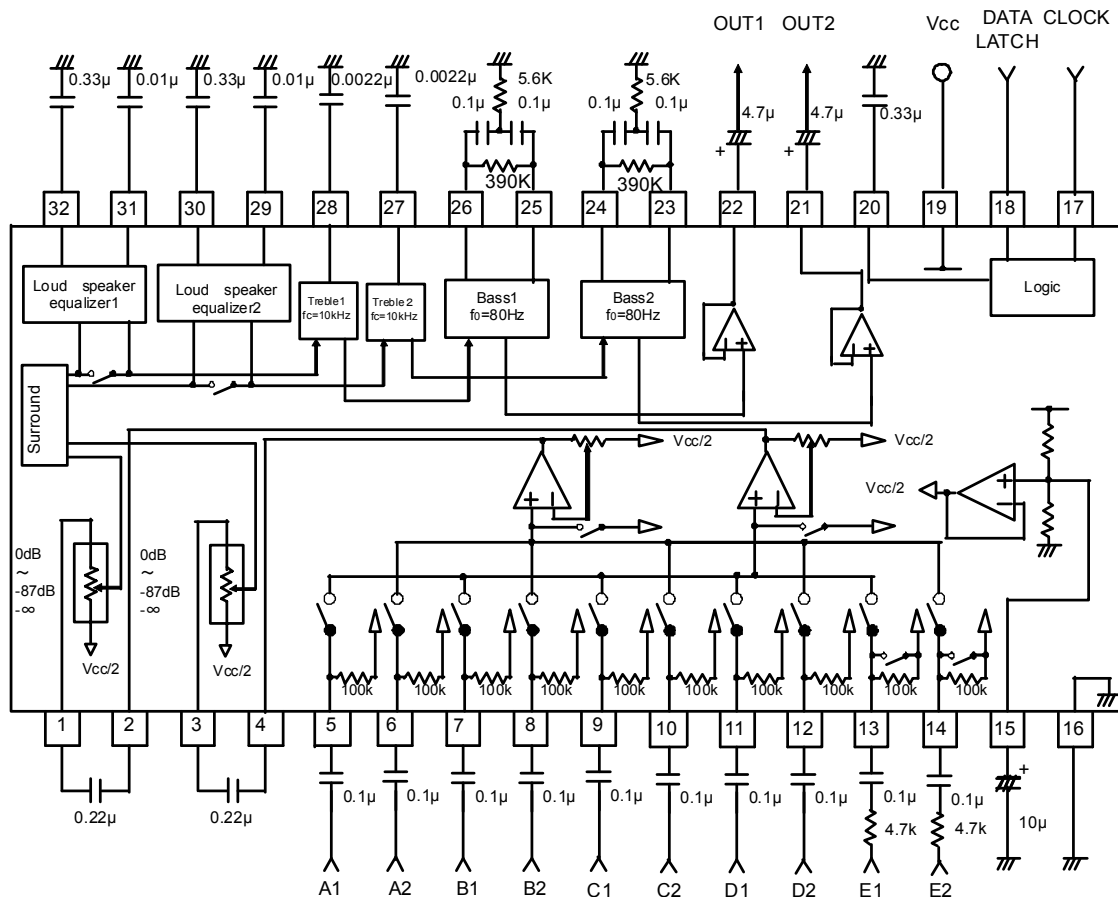 OUT1 OUT2 Vcc DATA CLOCK
LATCH
0.33μ 0.01μ 0.33μ 0.01μ 0.0022μ 0.0022μ 5.6K 5.6K
0.1μ 0.1μ 0.1μ 0.1μ 4.7μ 4.7μ 0.33μ
+ +
390K 390K
32 31 30 29 28 27 26 25 24 23 22 21 20 19 18 17
Loud speaker
equalizer1
Loud speaker
equalizer2
Treble1
fc=10kHz
Treble2
fc=10kHz
Bass1
f0=80Hz
Bass2
f0=80Hz
Logic
Surround
Vcc/2 Vcc/2 Vcc/2
0dB
~
-87dB
-∞
0dB
~
-87dB
-∞
Vcc/2 Vcc/2
100k 100k 100k 100k 100k 100k 100k 100k 100k 100k
1 2 3 4 5 6 7 8 9 10 11 12 13 14 15 16
0.22μ 0.22μ 0.1μ 0.1μ 0.1μ 0.1μ 0.1μ 0.1μ 0.1μ 0.1μ 0.1μ 0.1μ +
4.7k 4.7k 10μ
A1 A2 B1 B2 C1 C2 D1 D2 E1 E2